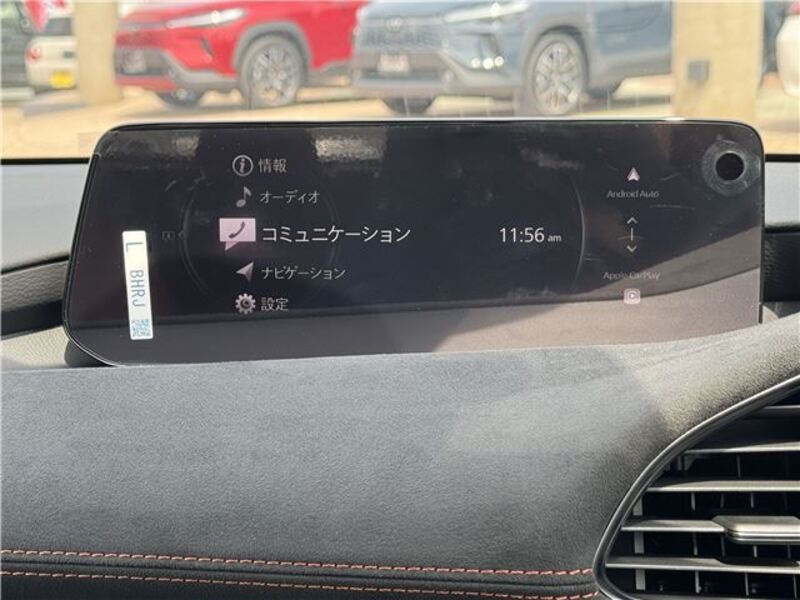 情報
オーディオ
コミュニケーション
ナビゲーション
設定
11:56 am
Android Auto
Apple CarPlay
L BHRJ